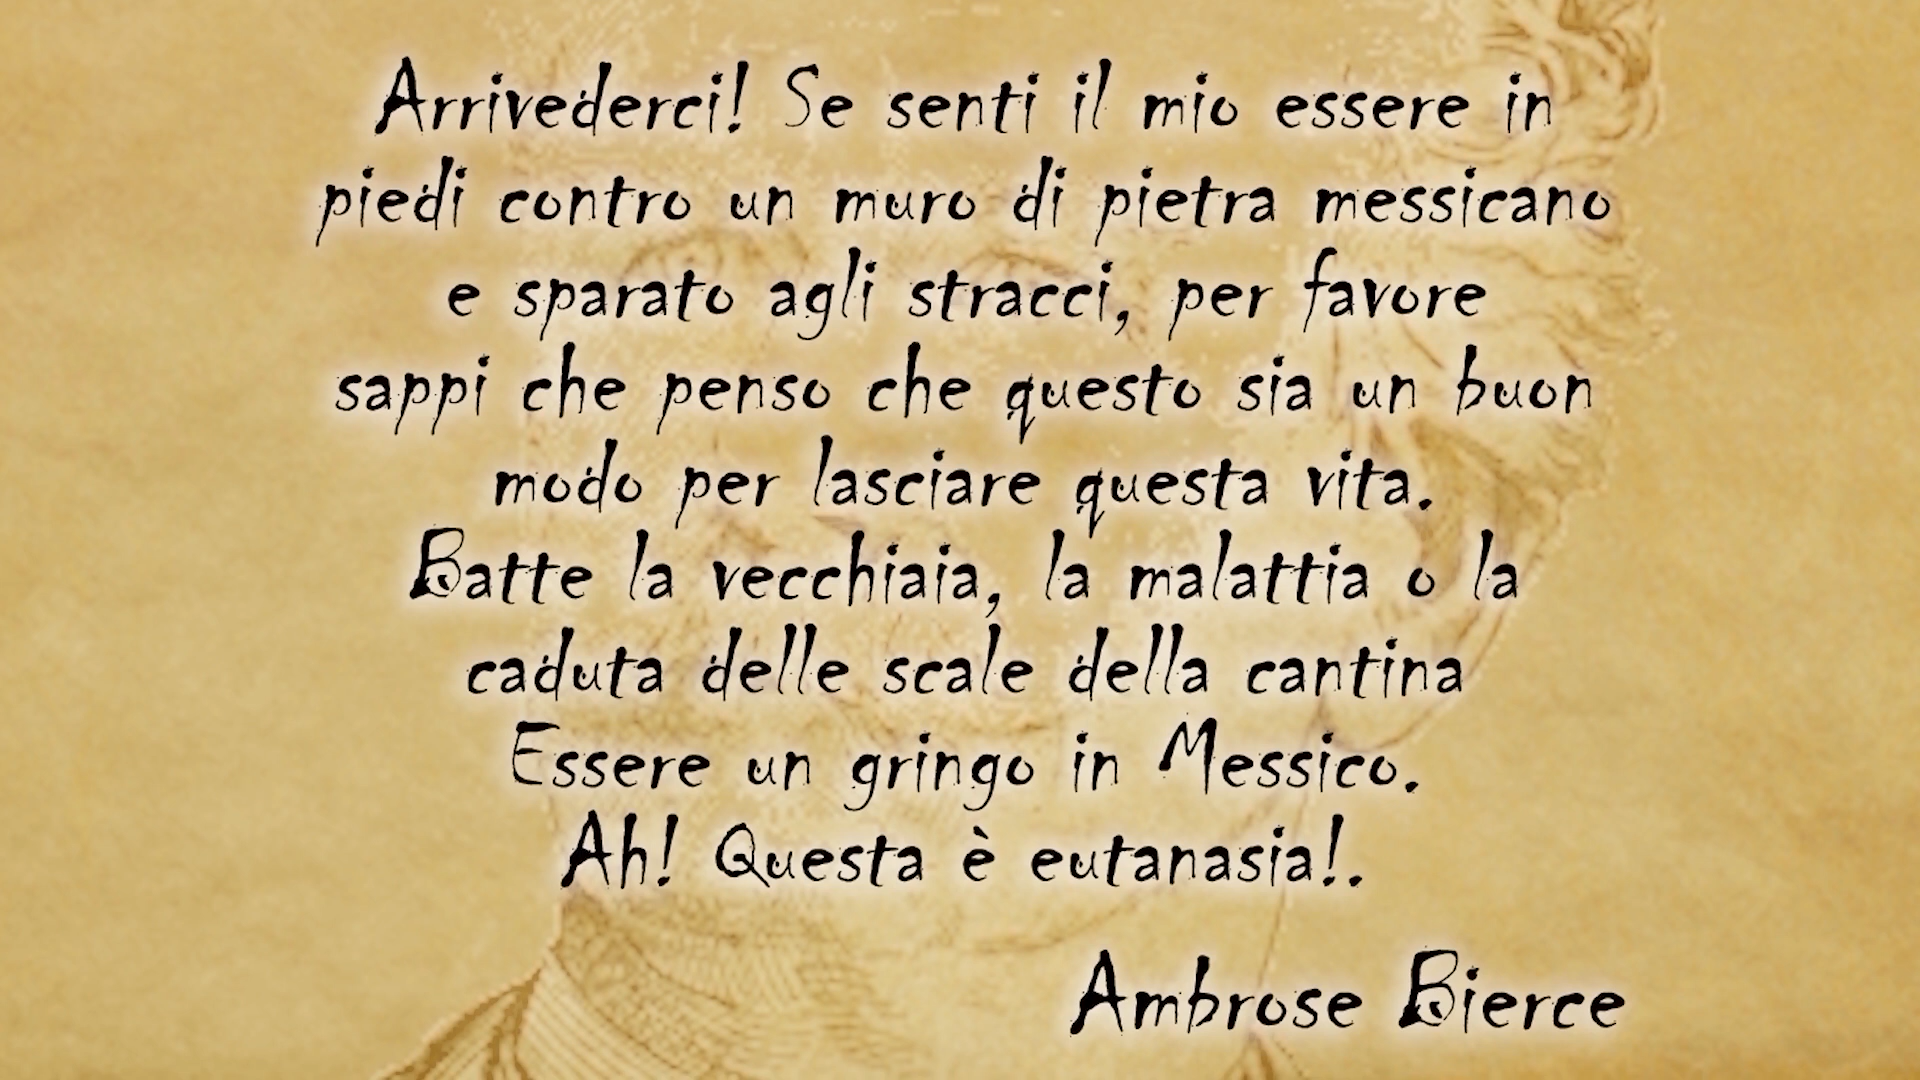 Arrivederci! Se senti il mio essere in
piedi contro un muro di pietra messicano
e sparato agli stracci, per favore
sappi che penso che questo sia un buon
modo per lasciare questa vita.
Batte la vecchiaia, la malattia o la
caduta delle scale della cantina
Essere un gringo in Messico.
Ah! Questa è eutanasia!.
Ambrose Bierce